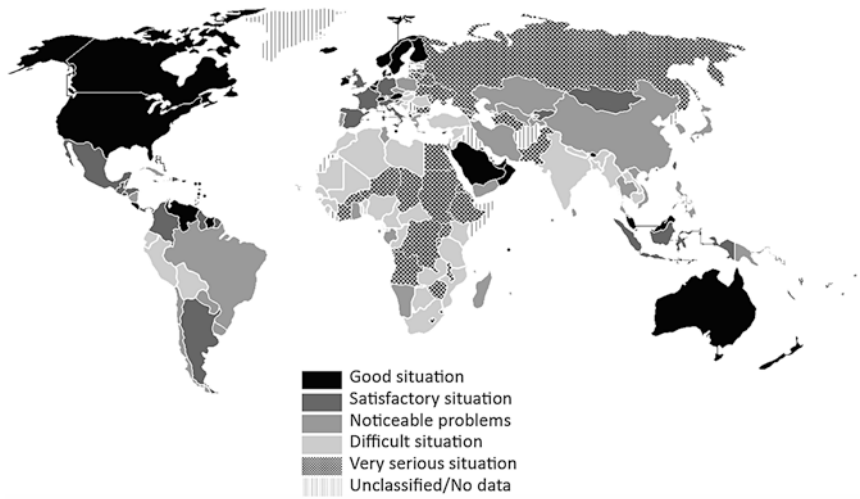 Good situation
Satisfactory situation
Noticeable problems
Difficult situation
Very serious situation
Unclassified/No data